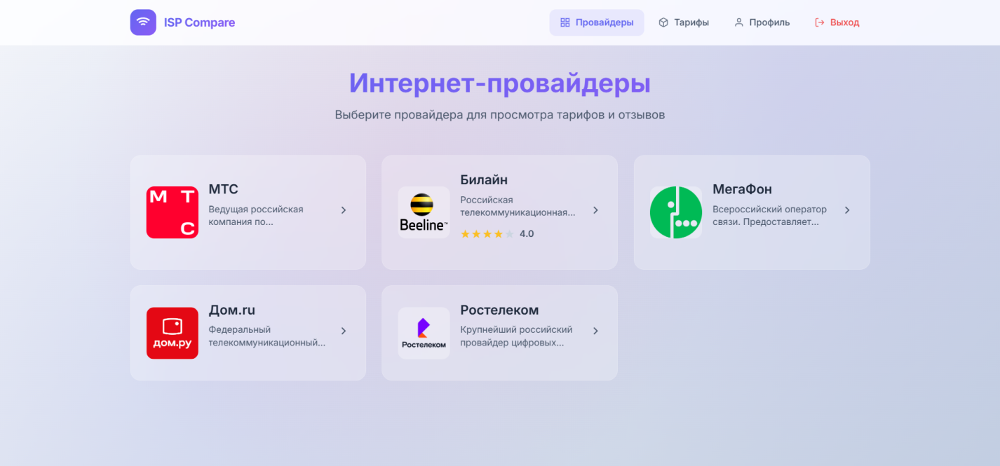 ISP Compare
Провайдеры
Тарифы
Профиль
Выход
Интернет-провайдеры
Выберите провайдера для просмотра тарифов и отзывов
М Т
С
МТС
Ведущая российская
компания по...
Beeline™
Билайн
Российская
телекоммуникационная...
4.0
МегаФон
Всероссийский оператор
связи. Предоставляет...
дом.ру
Дом.ru
Федеральный
телекоммуникационный...
Ростелеком
Ростелеком
Крупнейший российский
провайдер цифровых...